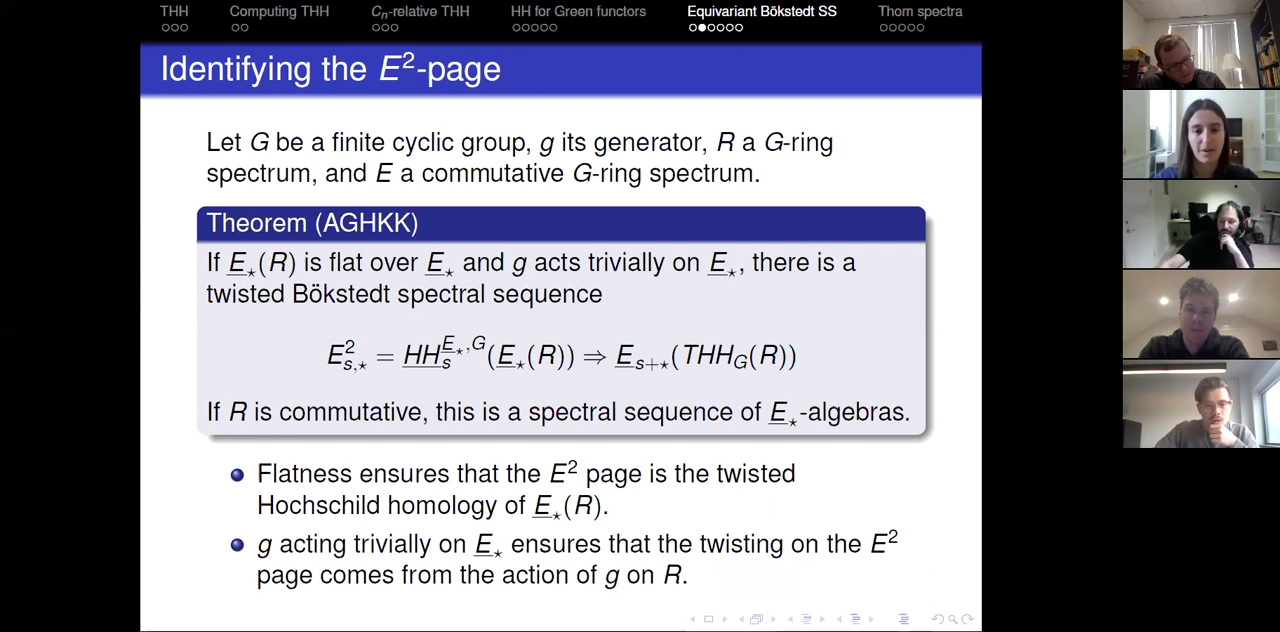 THH Computing THH Cn-relative THH HH for Green functors Equivariant Bökstedt SS Thom spectra
Identifying the E²-page
Let G be a finite cyclic group, g its generator, R a G-ring
spectrum, and E a commutative G-ring spectrum.
Theorem (AGHKK)
If E⋆(R) is flat over E⋆ and g acts trivially on E⋆, there is a
twisted Bökstedt spectral sequence
E²s,⋆ = HHsE⋆,G(E⋆(R)) ⇒ Es+⋆(THHG(R))
If R is commutative, this is a spectral sequence of E⋆-algebras.
Flatness ensures that the E² page is the twisted
Hochschild homology of E⋆(R).
g acting trivially on E⋆ ensures that the twisting on the E²
page comes from the action of g on R.